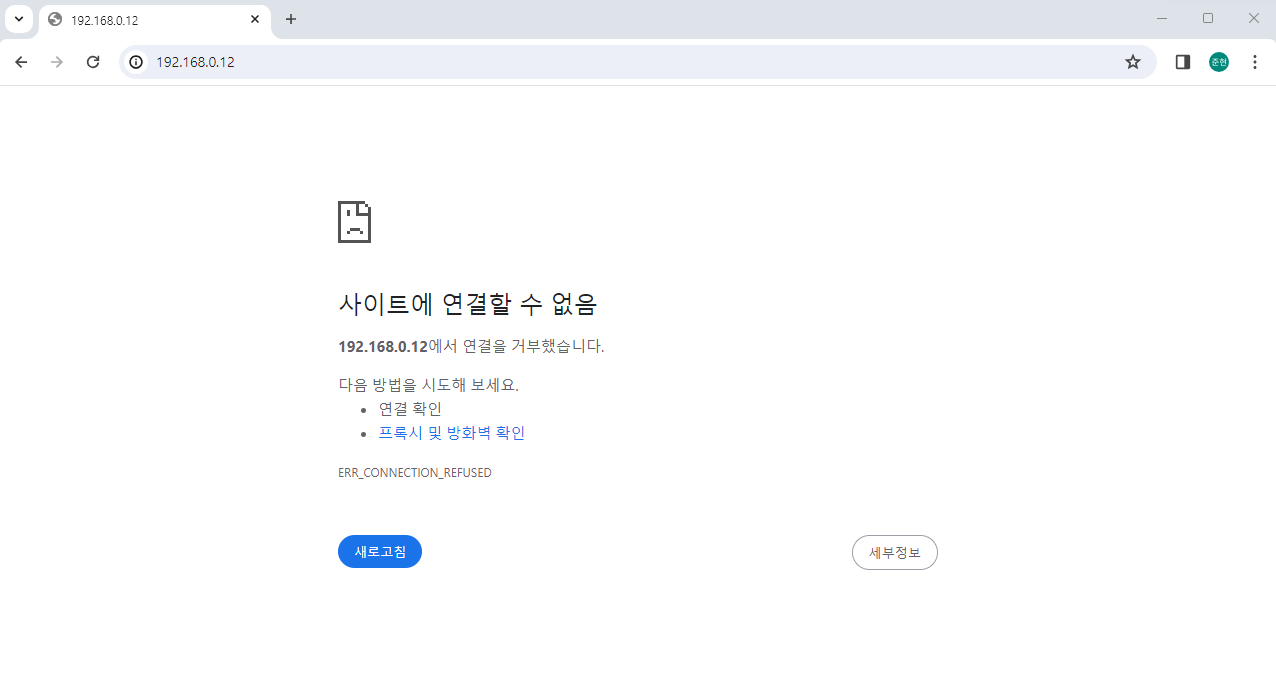 192.168.0.12
192.168.0.12
준현
사이트에 연결할 수 없음
192.168.0.12에서 연결을 거부했습니다.
다음 방법을 시도해 보세요.
• 연결 확인
• 프록시 및 방화벽 확인
ERR_CONNECTION_REFUSED
새로고침
세부정보